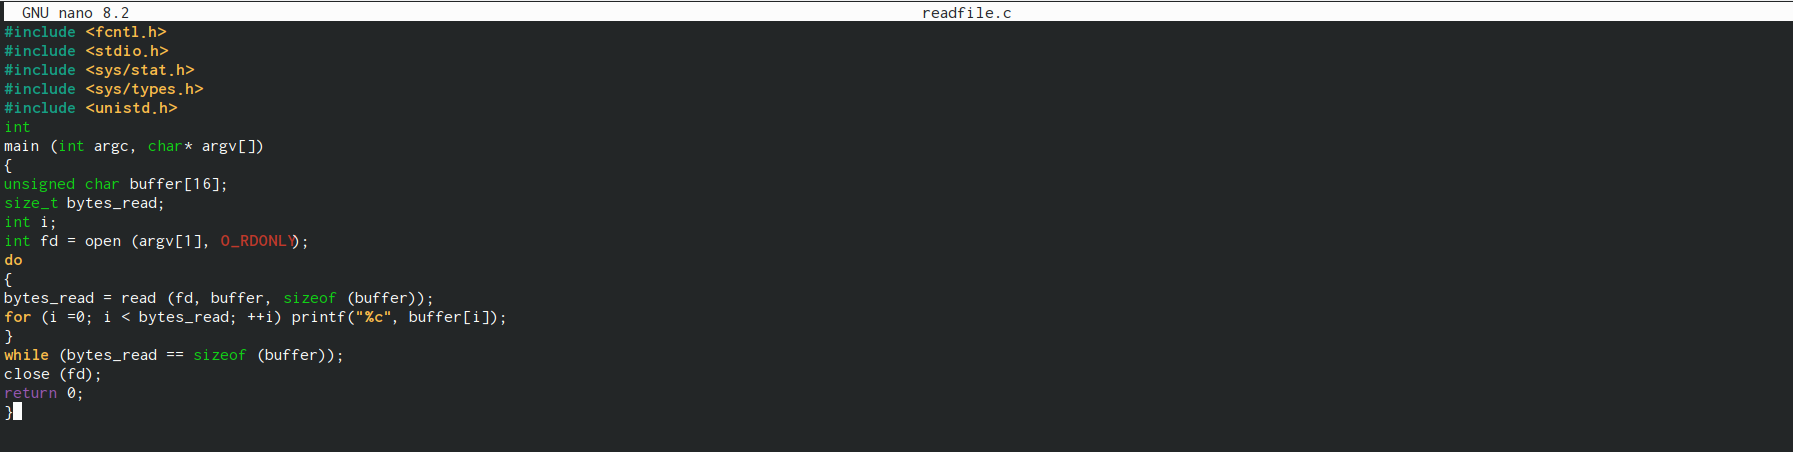 GNU nano 8.2 readfile.c
#include <fcntl.h>
#include <stdio.h>
#include <sys/stat.h>
#include <sys/types.h>
#include <unistd.h>
int
main (int argc, char* argv[])
{
unsigned char buffer[16];
size_t bytes_read;
int i;
int fd = open (argv[1], O_RDONLY);
do
{
bytes_read = read (fd, buffer, sizeof (buffer));
for (i =0; i < bytes_read; ++i) printf("%c", buffer[i]);
}
while (bytes_read == sizeof (buffer));
close (fd);
return 0;
}